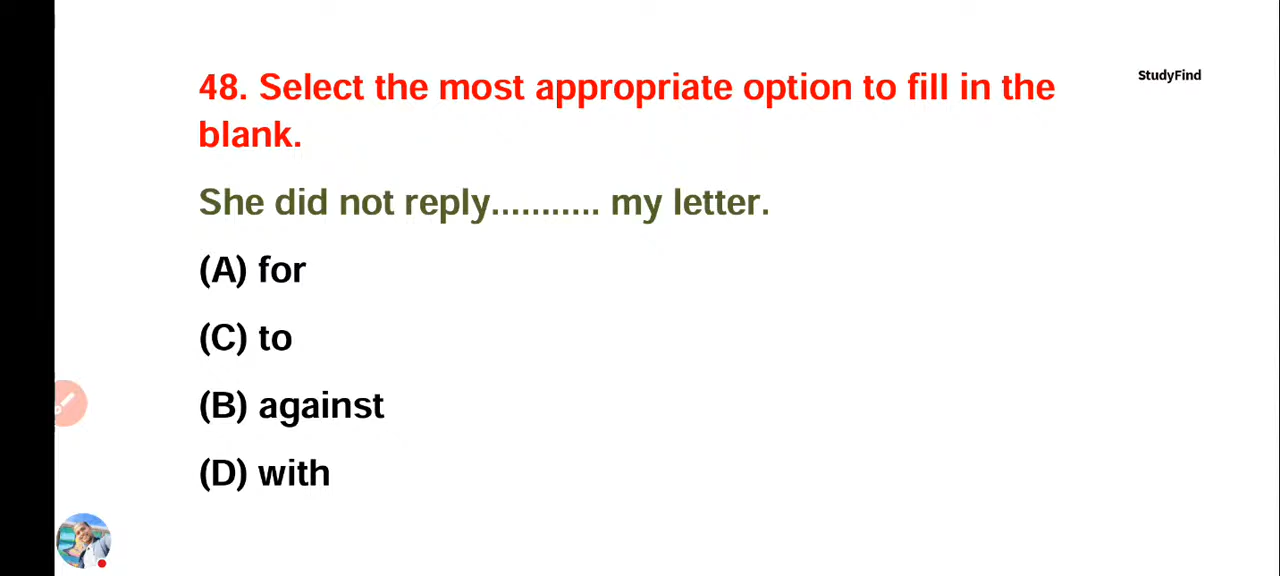 48. Select the most appropriate option to fill in the
blank.
StudyFind
She did not reply........... my letter.
(A) for
(C) to
(B) against
(D) with